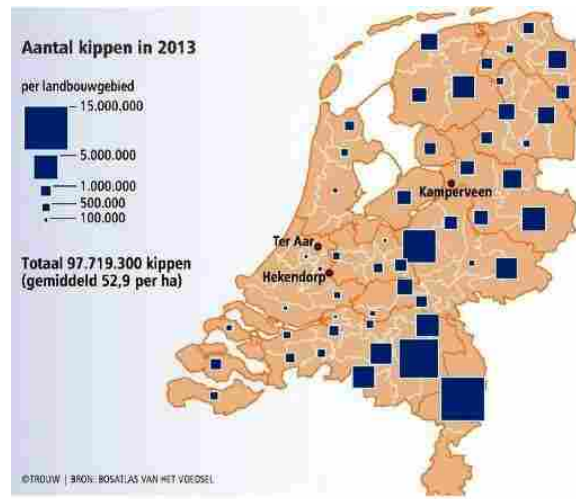 Aantal kippen in 2013
per landbouwgebied
15.000.000
5.000.000
1.000.000
500.000
100.000
Kamperveen
Ter Aar
Hekendorp
Totaal 97.719.300 kippen
(gemiddeld 52,9 per ha)
©TROUW | BRON: BOSATLAS VAN HET VOEDSEL